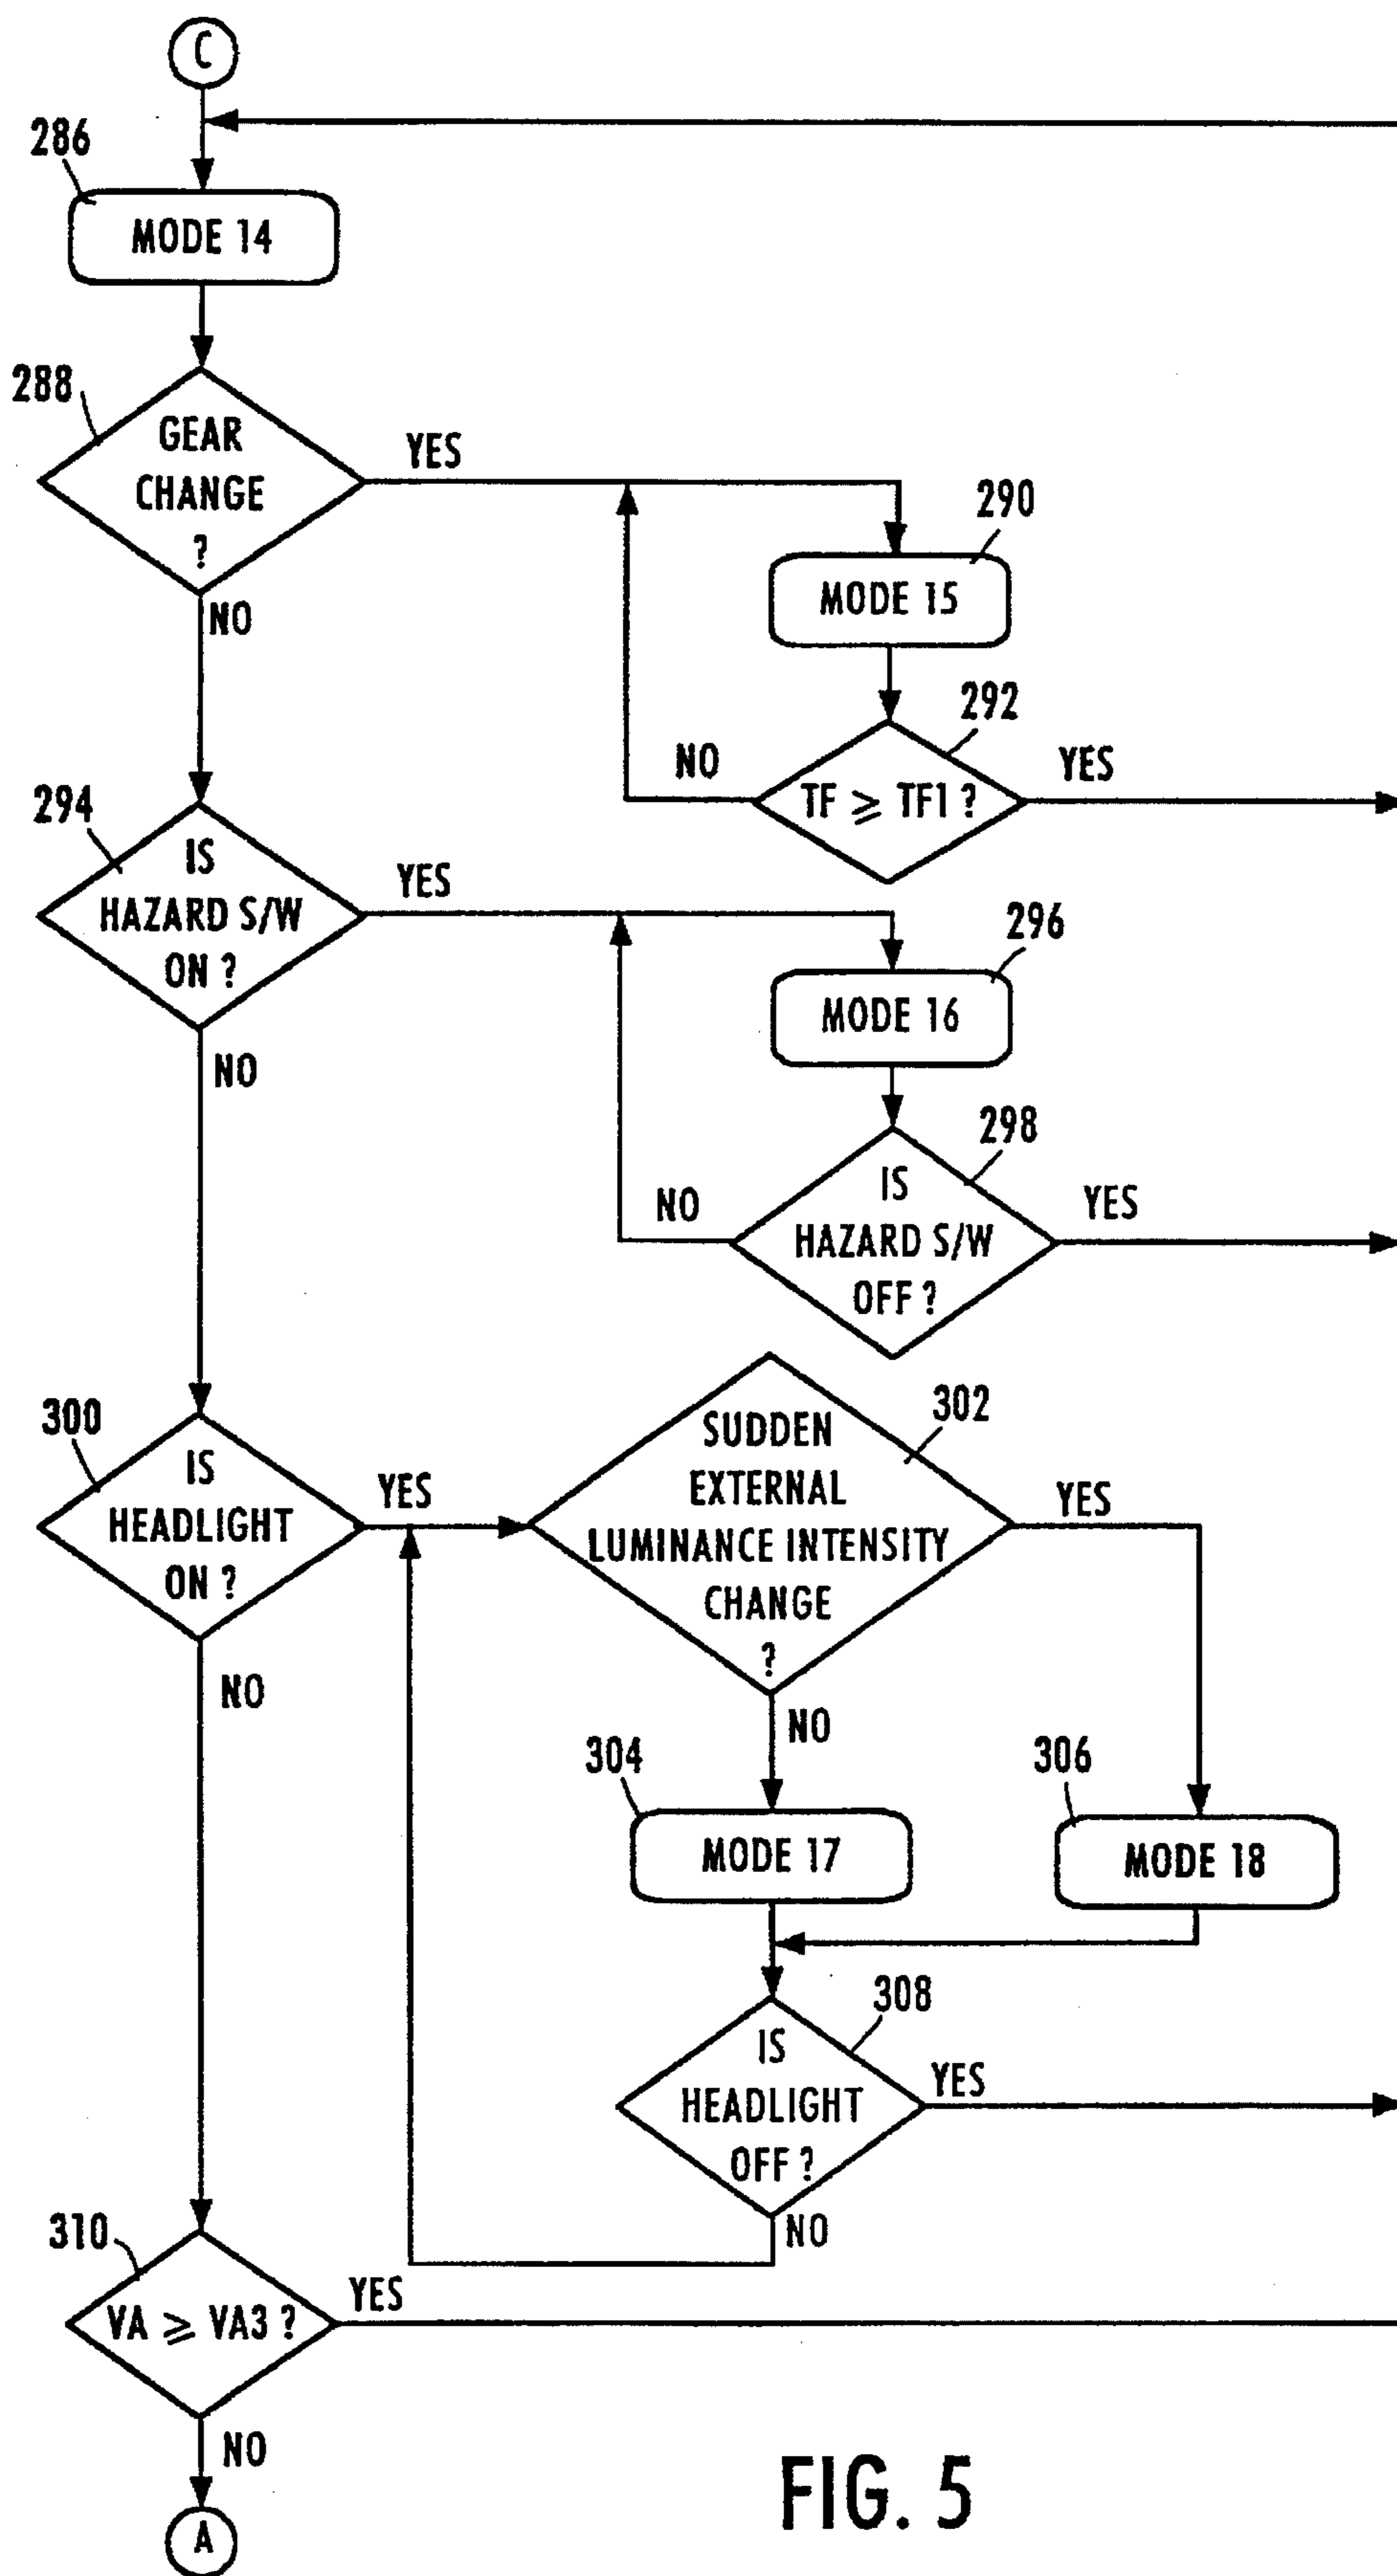 C
286
MODE 14
288
GEAR
CHANGE
?
YES
NO
290
MODE 15
292
TF ≥ TF1 ?
NO
YES
294
IS
HAZARD S/W
ON ?
YES
NO
296
MODE 16
298
IS
HAZARD S/W
OFF ?
NO
YES
300
IS
HEADLIGHT
ON ?
YES
NO
302
SUDDEN
EXTERNAL
LUMINANCE INTENSITY
CHANGE
?
YES
NO
304
MODE 17
306
MODE 18
308
IS
HEADLIGHT
OFF ?
YES
NO
310
VA ≥ VA3 ?
YES
NO
A
FIG. 5